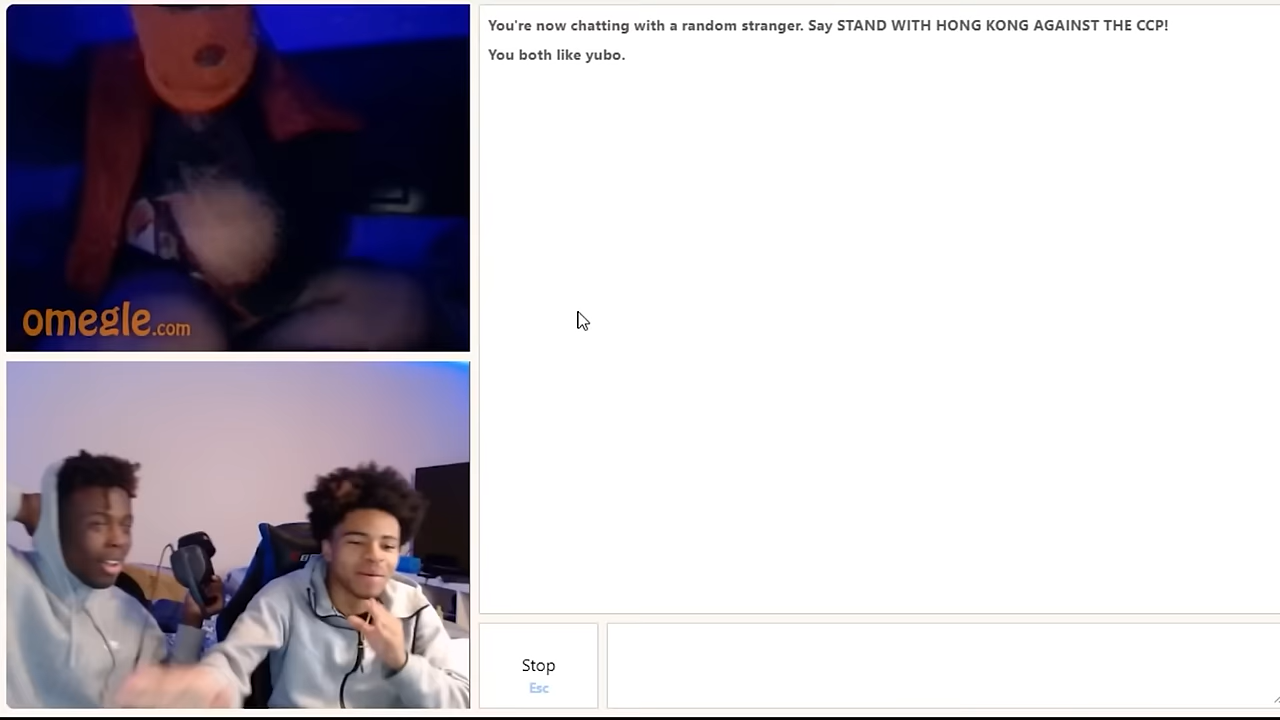 You're now chatting with a random stranger. Say STAND WITH HONG KONG AGAINST THE CCP!
You both like yubo.
omegle.com
Stop
Esc